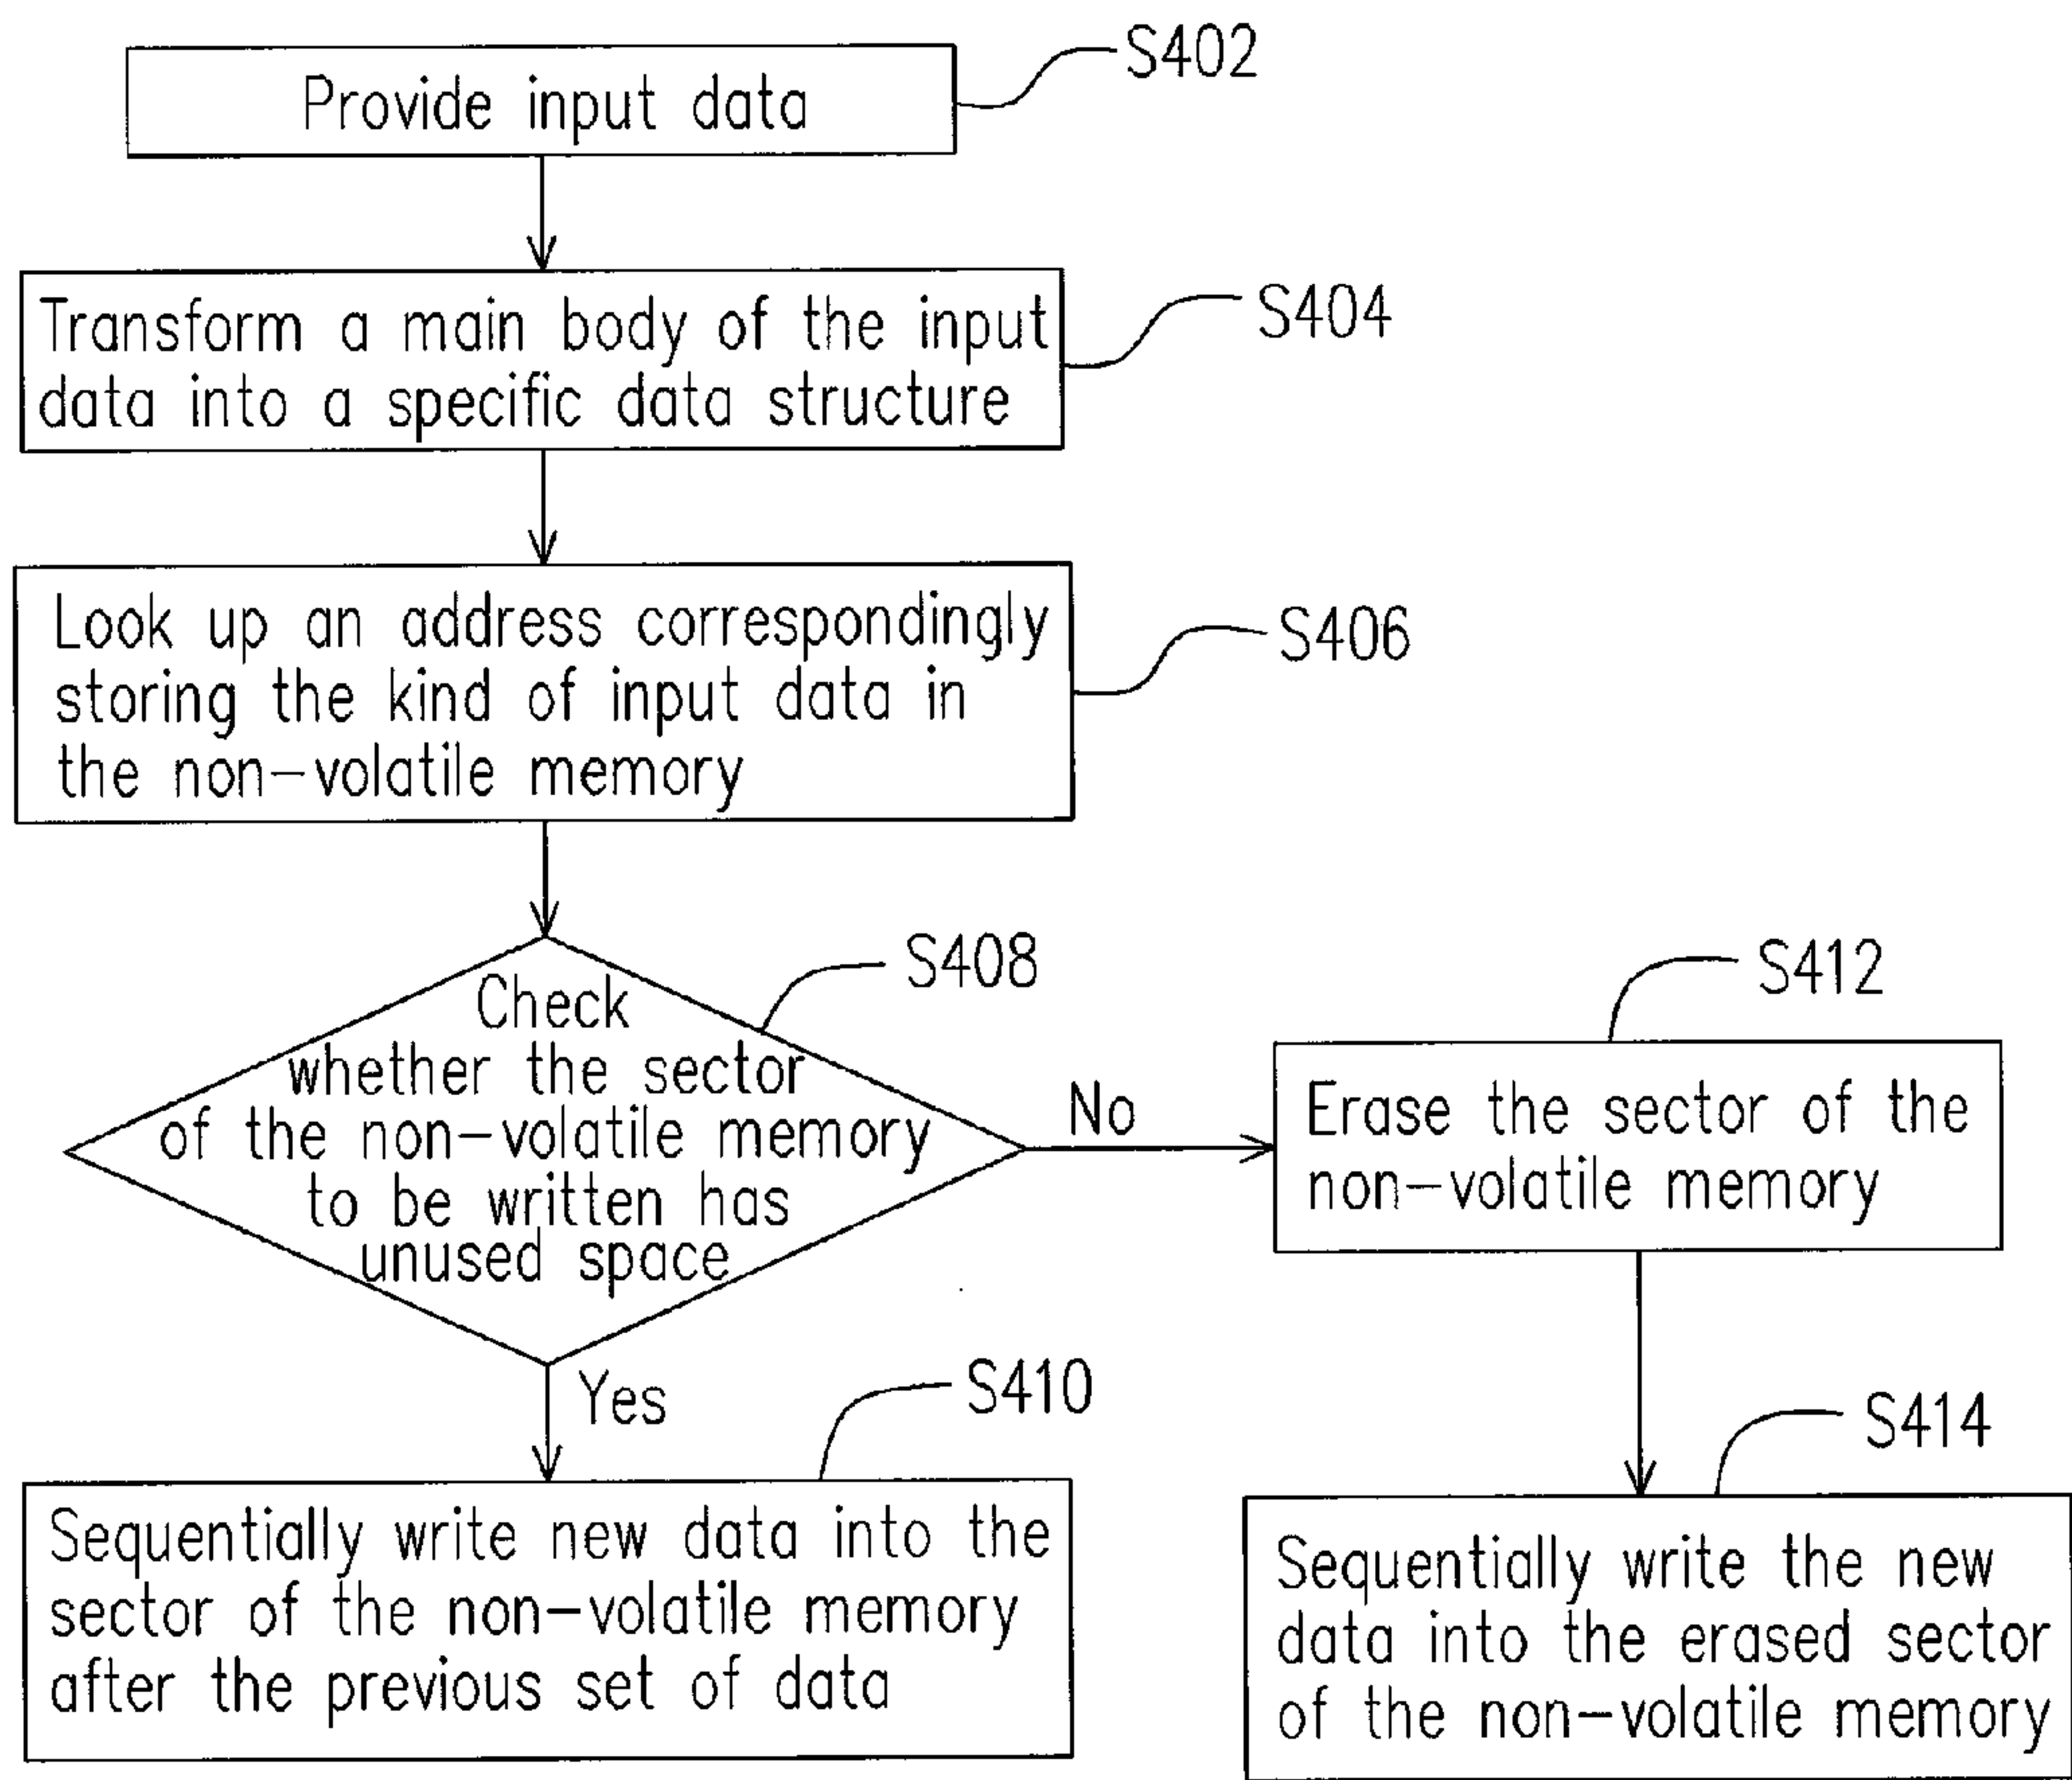 S402
Provide input data
S404
Transform a main body of the input
data into a specific data structure
S406
Look up an address correspondingly
storing the kind of input data in
the non-volatile memory
S408
Check
whether the sector
of the non-volatile memory
to be written has
unused space
No
S412
Erase the sector of the
non-volatile memory
Yes
S410
Sequentially write new data into the
sector of the non-volatile memory
after the previous set of data
S414
Sequentially write the new
data into the erased sector
of the non-volatile memory